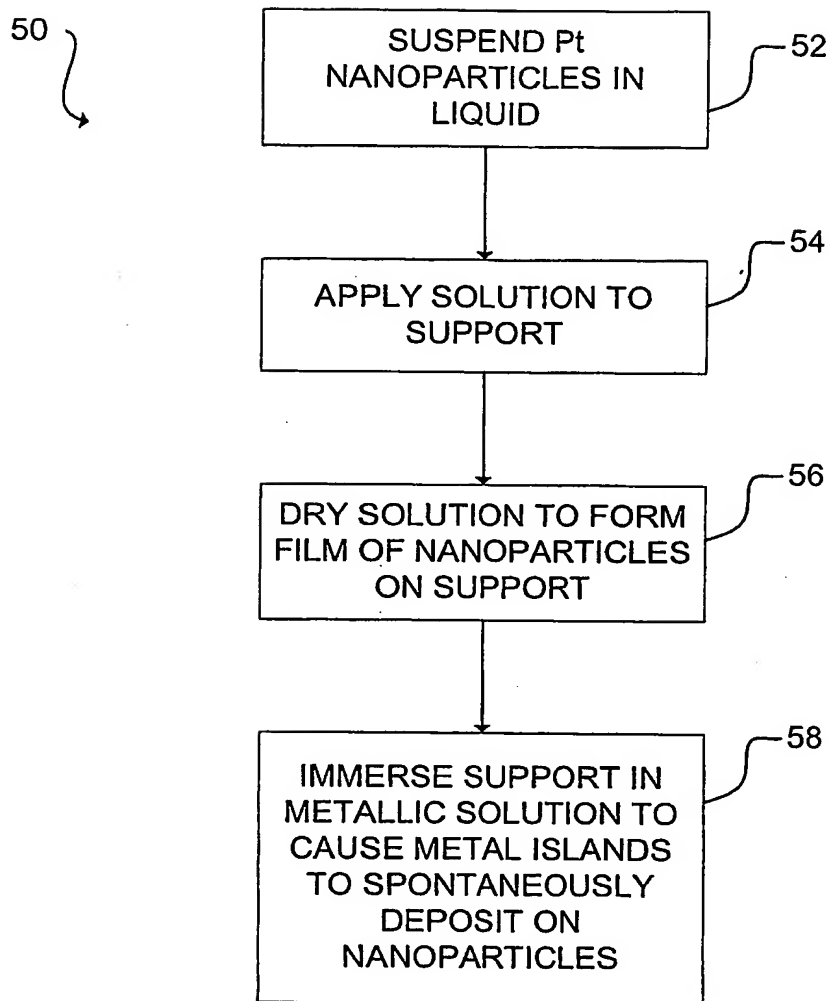 50
SUSPEND Pt
NANOPARTICLES IN
LIQUID
52
APPLY SOLUTION TO
SUPPORT
54
DRY SOLUTION TO FORM
FILM OF NANOPARTICLES
ON SUPPORT
56
IMMERSE SUPPORT IN
METALLIC SOLUTION TO
CAUSE METAL ISLANDS
TO SPONTANEOUSLY
DEPOSIT ON
NANOPARTICLES
58